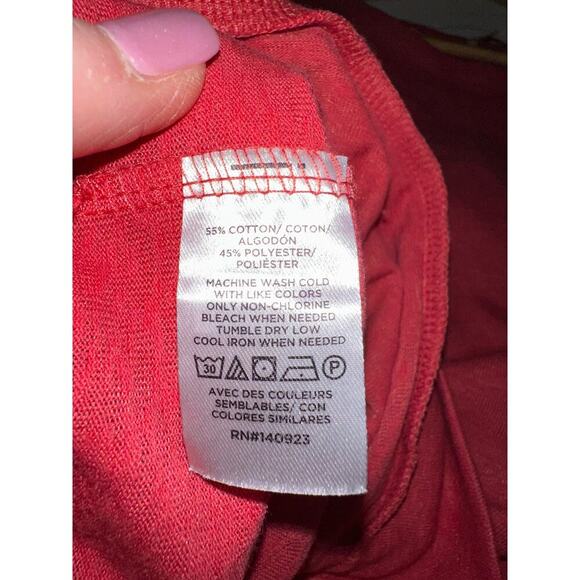 55% COTTON/ COTON/
ALGODÓN
45% POLYESTER/
POLIÉSTER
MACHINE WASH COLD
WITH LIKE COLORS
ONLY NON-CHLORINE
BLEACH WHEN NEEDED
TUMBLE DRY LOW
COOL IRON WHEN NEEDED
30 P
AVEC DES COULEURS
SEMBLABLES/ CON
COLORES SIMILARES
RN#140923